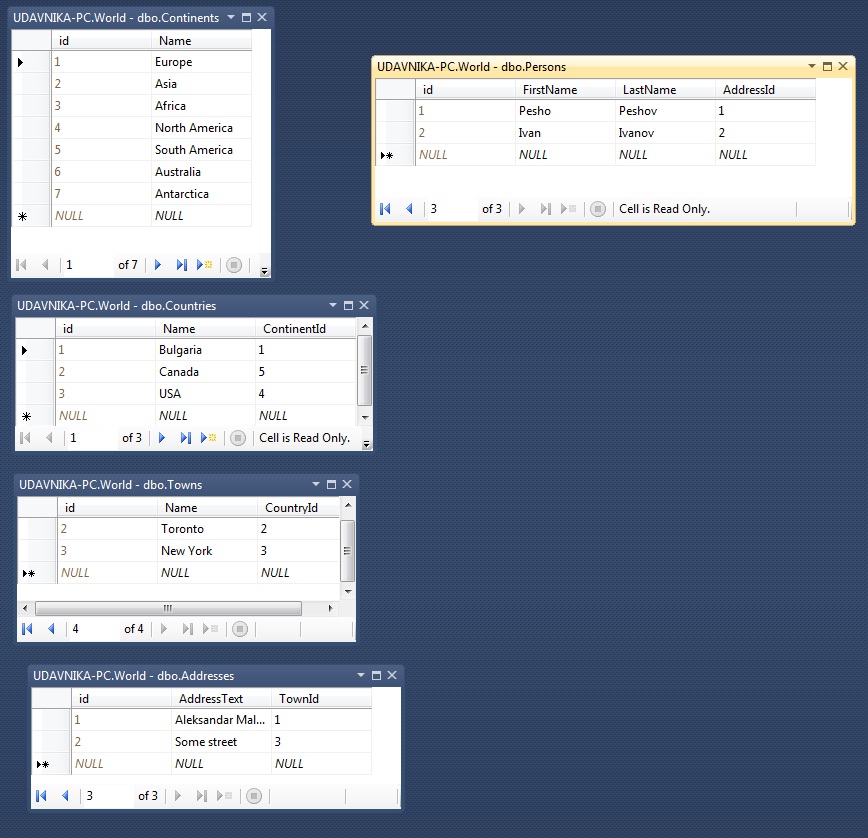 UDAVNIKA-PC.World - dbo.Continents
id Name
1 Europe
2 Asia
3 Africa
4 North America
5 South America
6 Australia
7 Antarctica
NULL NULL
1 of 7
UDAVNIKA-PC.World - dbo.Persons
id FirstName LastName AddressId
1 Pesho Peshov 1
2 Ivan Ivanov 2
NULL NULL NULL NULL
3 of 3 Cell is Read Only.
UDAVNIKA-PC.World - dbo.Countries
id Name ContinentId
1 Bulgaria 1
2 Canada 5
3 USA 4
NULL NULL NULL
1 of 3 Cell is Read Only.
UDAVNIKA-PC.World - dbo.Towns
id Name CountryId
2 Toronto 2
3 New York 3
NULL NULL NULL
4 of 4
UDAVNIKA-PC.World - dbo.Addresses
id AddressText TownId
1 Aleksandar Mal... 1
2 Some street 3
NULL NULL NULL
3 of 3